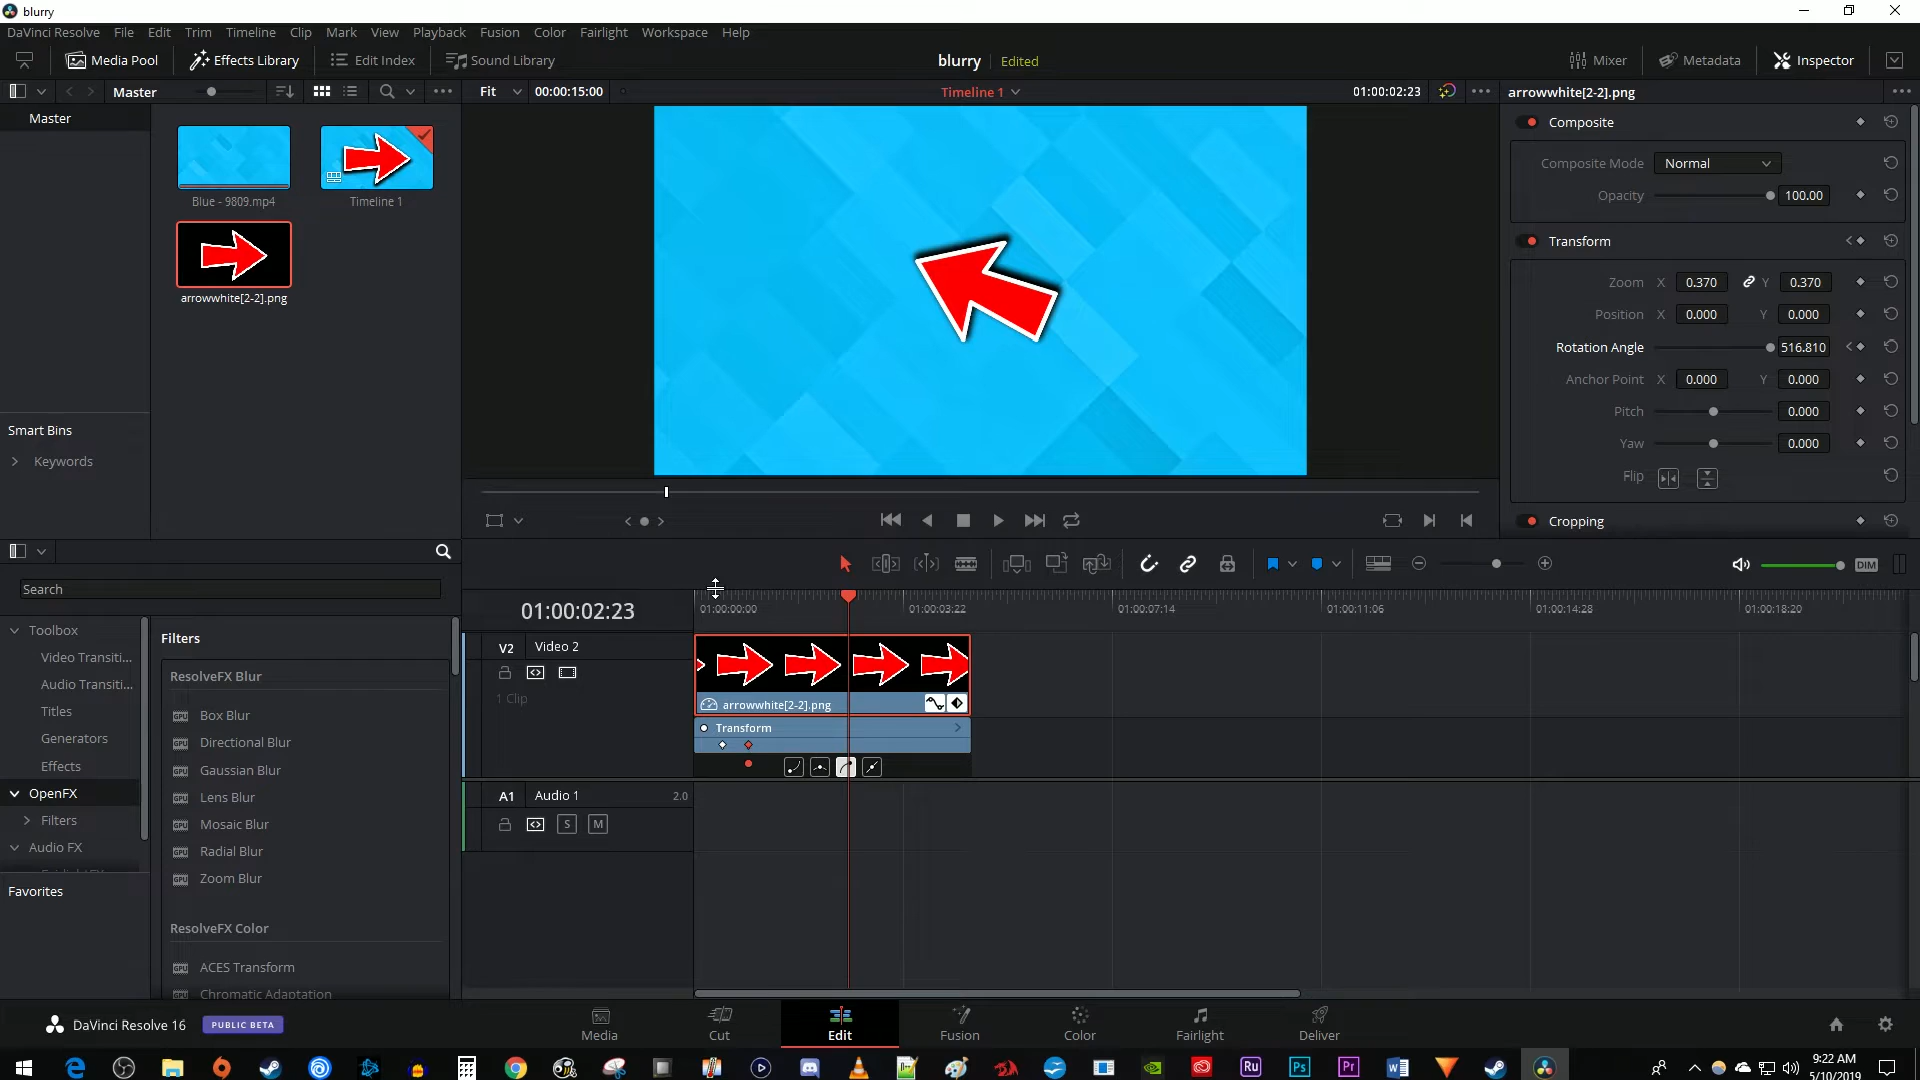 blurry
DaVinci Resolve File Edit Trim Timeline Clip Mark View Playback Fusion Color Fairlight Workspace Help
Media Pool Effects Library Edit Index Sound Library blurry Edited Mixer Metadata Inspector
Master Fit 00:00:15:00 Timeline 1 01:00:02:23 arrowwhite[2-2].png
Master
Blue - 9809.mp4 Timeline 1
arrowwhite[2-2].png
Smart Bins
Keywords
Composite
Composite Mode Normal
Opacity 100.00
Transform
Zoom X 0.370 Y 0.370
Position X 0.000 Y 0.000
Rotation Angle 516.810
Anchor Point X 0.000 Y 0.000
Pitch 0.000
Yaw 0.000
Flip
Cropping
DIM
Search
Toolbox
Video Transiti...
Audio Transiti...
Titles
Generators
Effects
OpenFX
Filters
Audio FX
Favorites
Filters
ResolveFX Blur
Box Blur
Directional Blur
Gaussian Blur
Lens Blur
Mosaic Blur
Radial Blur
Zoom Blur
ResolveFX Color
ACES Transform
Chromatic Adaptation
01:00:02:23 01:00:00:00 01:00:03:22 01:00:07:14 01:00:11:06 01:00:14:28 01:00:18:20
V2 Video 2
1 Clip
arrowwhite[2-2].png
Transform
A1 Audio 1 2.0
S M
DaVinci Resolve 16 PUBLIC BETA
Media Cut Edit Fusion Color Fairlight Deliver
Ru Ps Pr
9:22 AM
5/10/2019